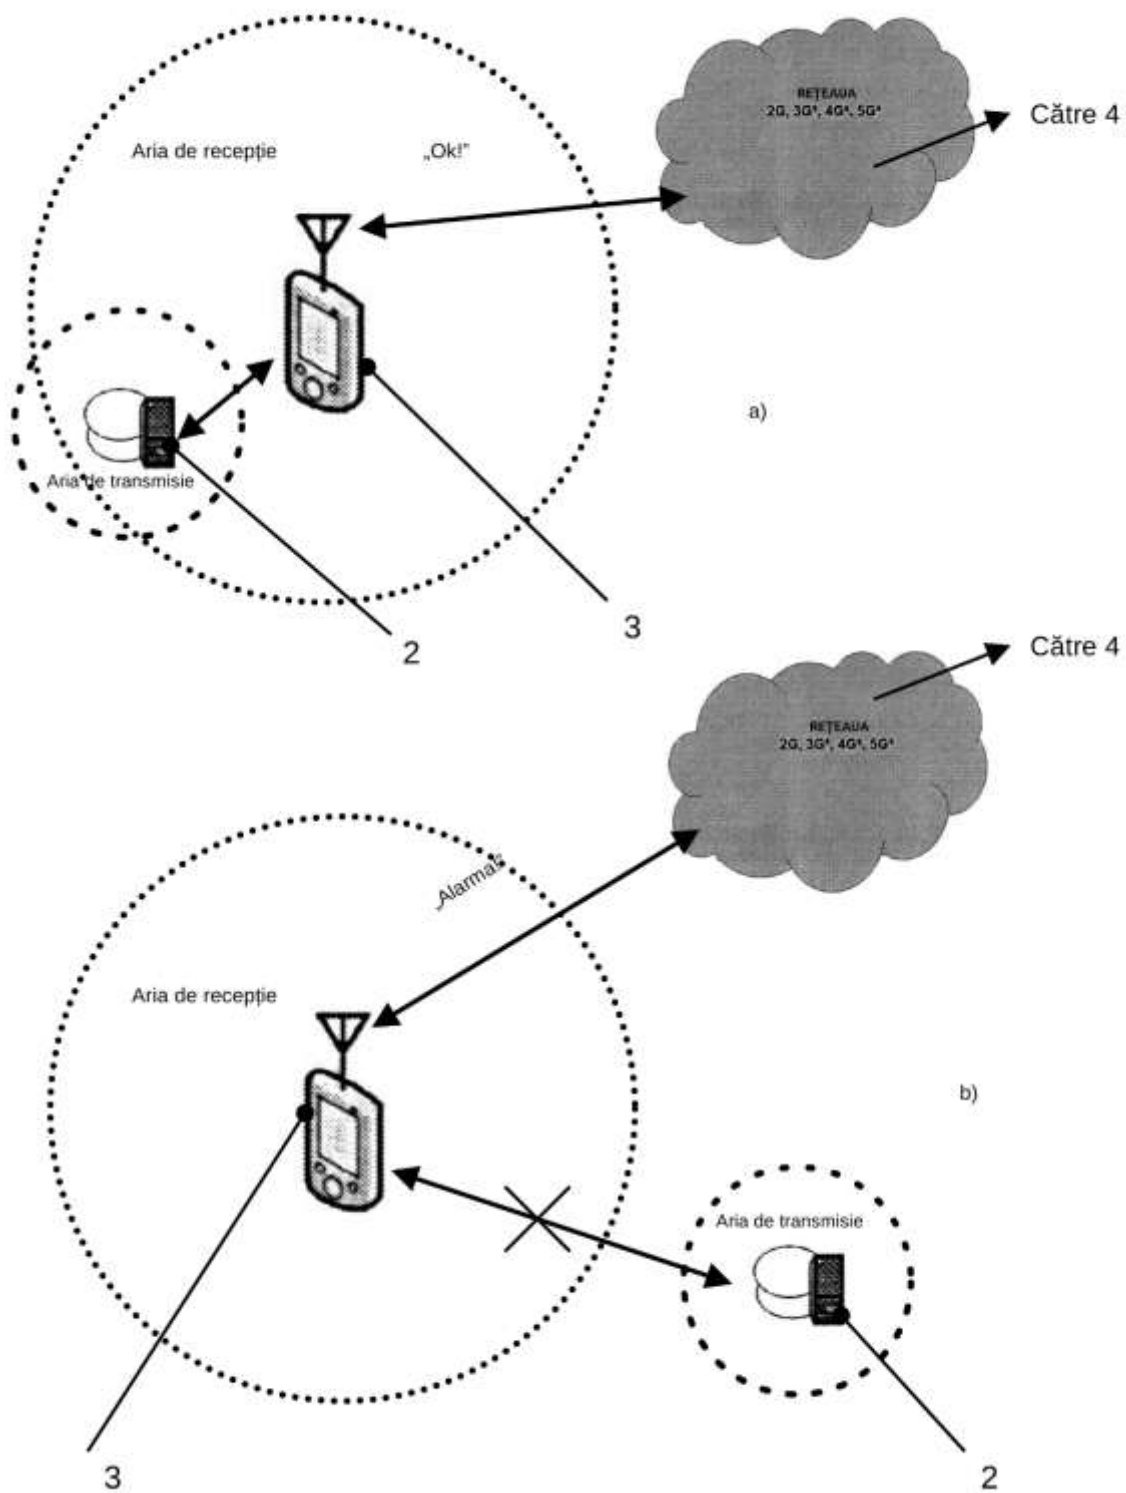 REȚEAUA
2G, 3G*, 4G*, 5G*
Către 4
Aria de recepție
„Ok!”
a)
Aria de transmisie
3
2
Către 4
REȚEAUA
2G, 3G*, 4G*, 5G*
„Alarma!”
Aria de recepție
b)
Aria de transmisie
3
2